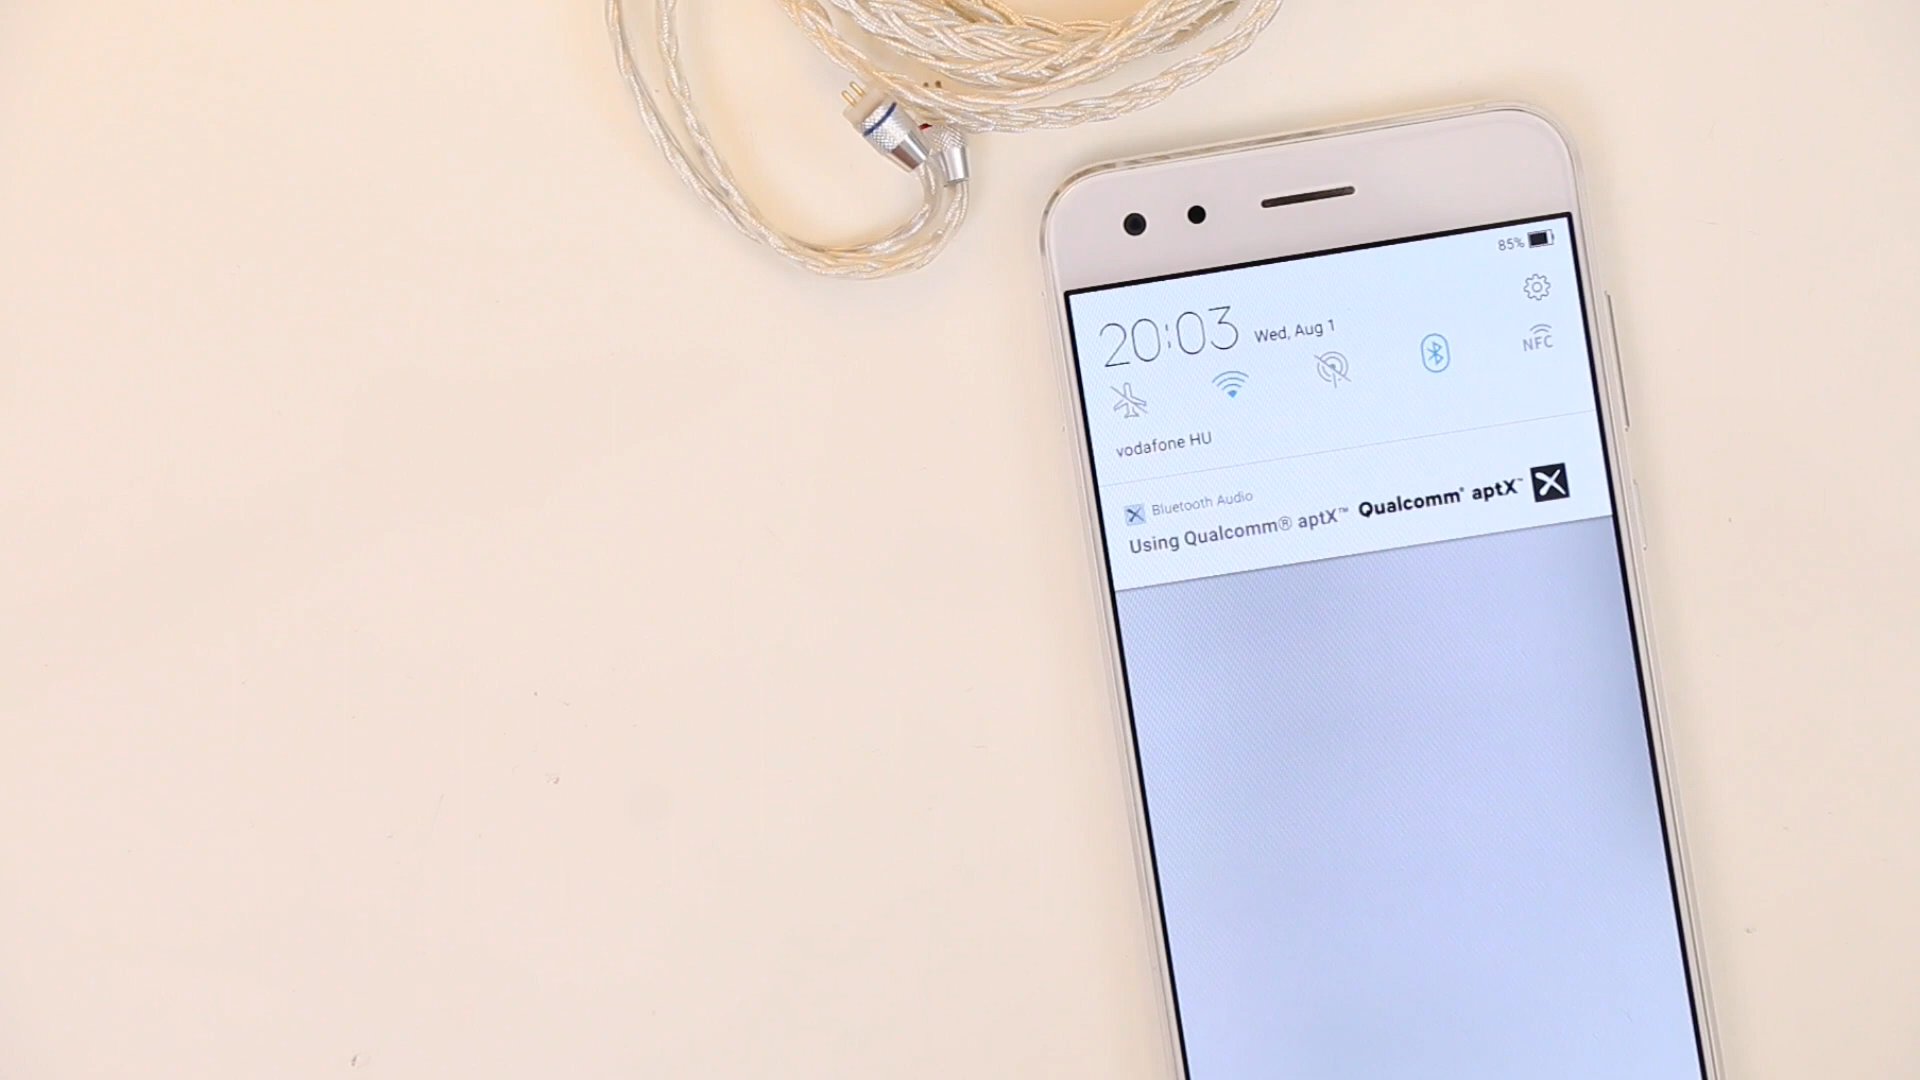 85%
20:03 Wed, Aug 1
NFC
vodafone HU
Bluetooth Audio
Using Qualcomm® aptX™ Qualcomm® aptX™